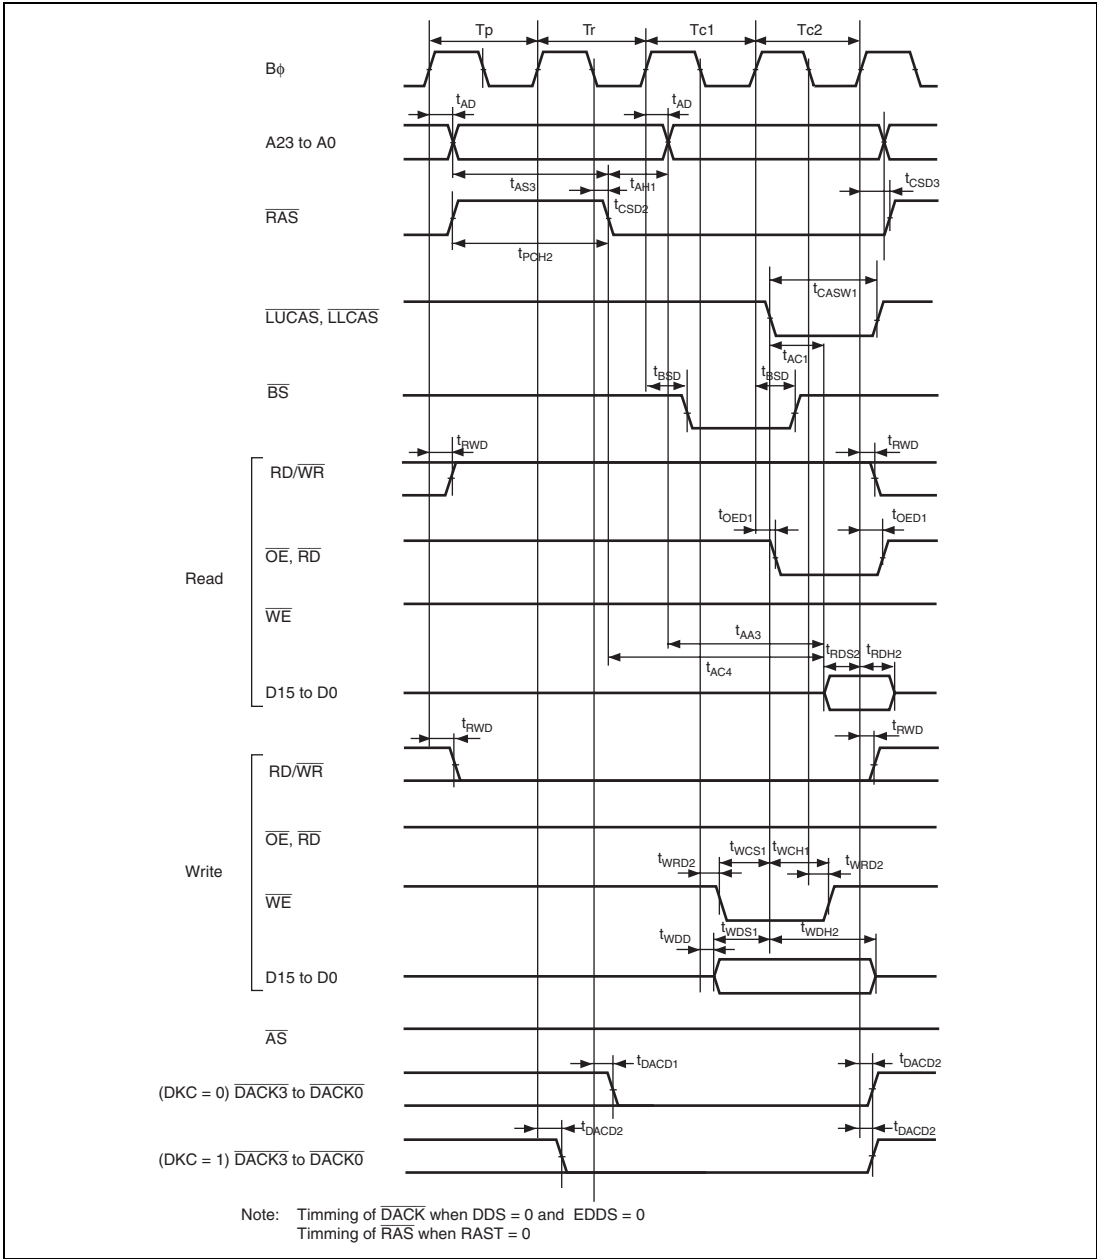 Tp Tr Tc1 Tc2
Bϕ
tAD tAD
A23 to A0
tAS3 tAH1 tCSD3
tCSD2
RAS
tPCH2
tCASW1
LUCAS, LLCAS
tAC1
tBSD tBSD
BS
tRWD tRWD
RD/WR
tOED1 tOED1
OE, RD
Read
WE
tAA3
tRDS2 tRDH2
tAC4
D15 to D0
tRWD tRWD
RD/WR
OE, RD
tWCS1 tWCH1
tWRD2 tWRD2
Write
WE
tWDS1 tWDH2
tWDD
D15 to D0
AS
tDACD1 tDACD2
(DKC = 0) DACK3 to DACK0
tDACD2 tDACD2
(DKC = 1) DACK3 to DACK0
Note: Timming of DACK when DDS = 0 and EDDS = 0
Timming of RAS when RAST = 0